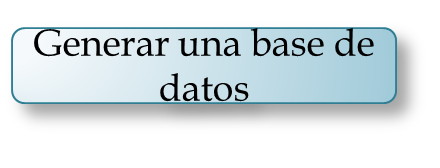 Generar una base de
datos